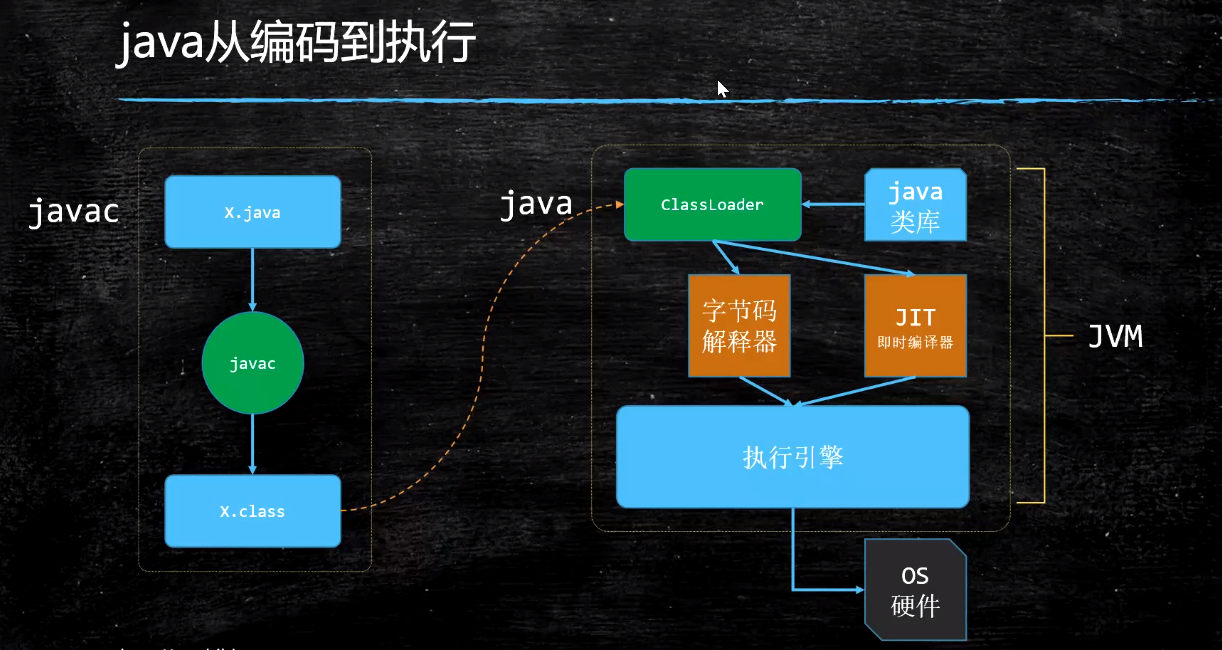 java从编码到执行
javac
X.java
javac
X.class
java
ClassLoader
java
类库
字节码
解释器
JIT
即时编译器
执行引擎
JVM
OS
硬件